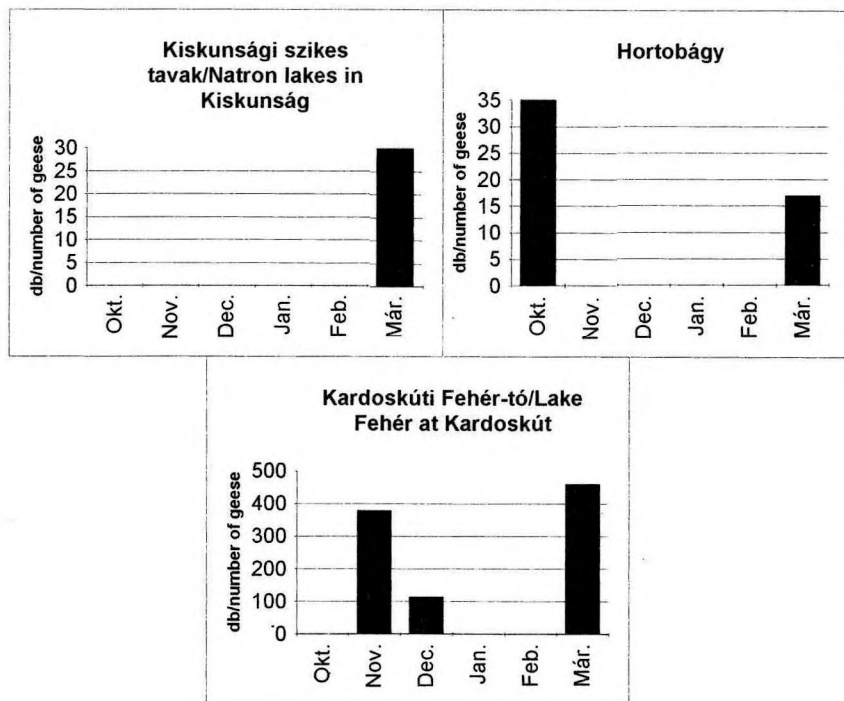 Kiskunsági szikes
tavak/Natron lakes in
Kiskunság
db/number of geese
30
25
20
15
10
5
0
Okt.
Nov.
Dec.
Jan.
Feb.
Már.
Hortobágy
db/number of geese
35
30
25
20
15
10
5
0
Okt.
Nov.
Dec.
Jan.
Feb.
Már.
Kardoskúti Fehér-tó/Lake
Fehér at Kardoskút
db/number of geese
500
400
300
200
100
0
Okt.
Nov.
Dec.
Jan.
Feb.
Már.